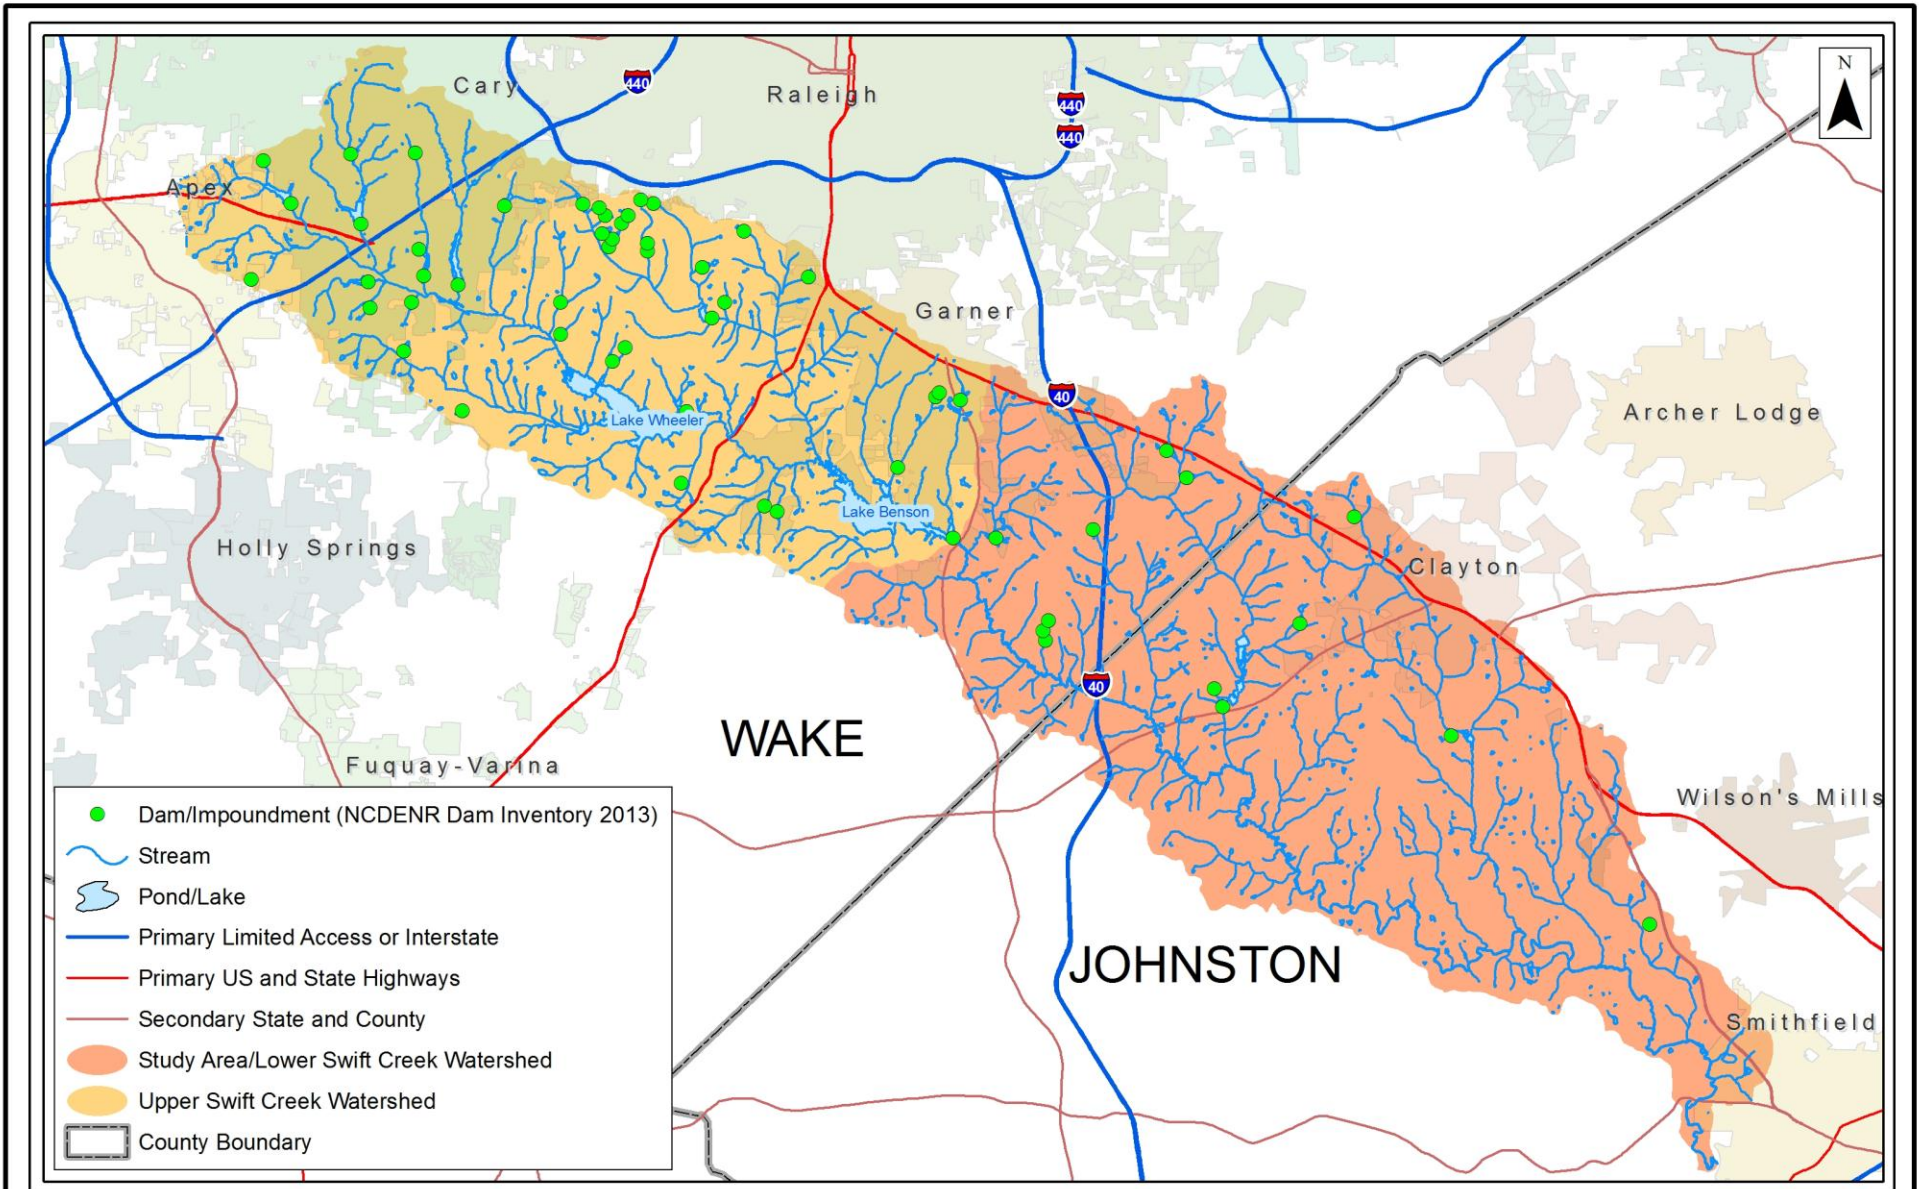 N
Cary
440
Raleigh
440
440
Apex
Garner
40
Archer Lodge
Lake Wheeler
Lake Benson
Holly Springs
Clayton
40
WAKE
Fuquay-Varina
Wilson's Mills
JOHNSTON
Smithfield
Dam/Impoundment (NCDENR Dam Inventory 2013)
Stream
Pond/Lake
Primary Limited Access or Interstate
Primary US and State Highways
Secondary State and County
Study Area/Lower Swift Creek Watershed
Upper Swift Creek Watershed
County Boundary